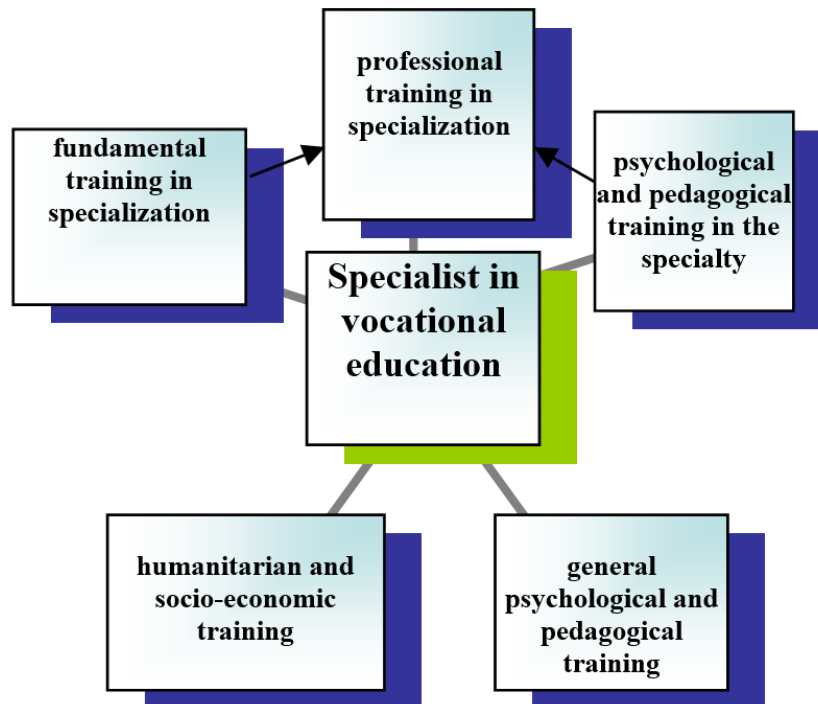 professional
training in
specialization
fundamental
training in
specialization
psychological
and pedagogical
training in the
specialty
Specialist in
vocational
education
humanitarian and
socio-economic
training
general
psychological and
pedagogical
training